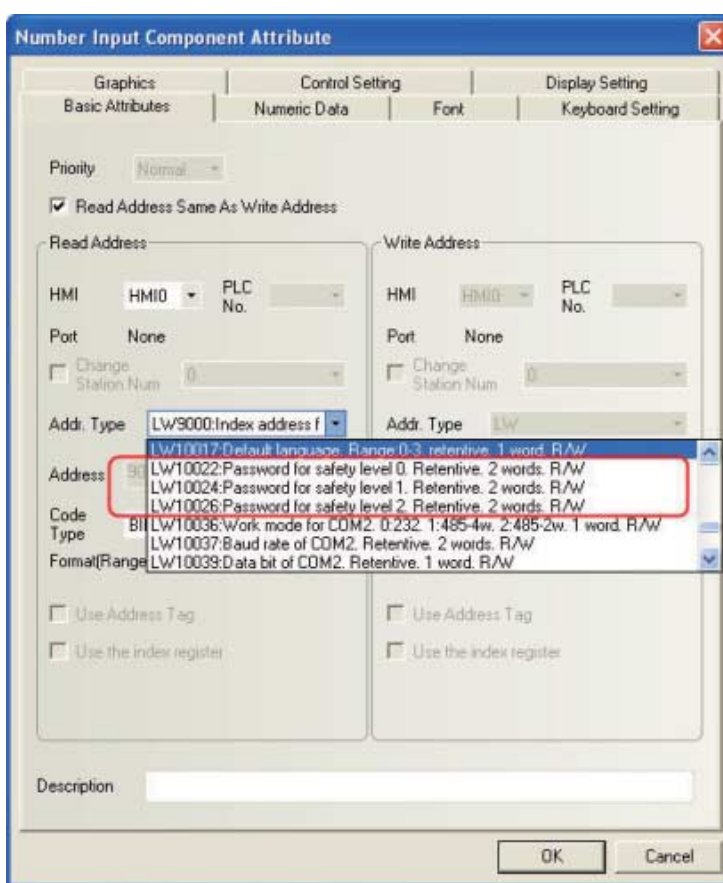 Number Input Component Attribute
Graphics Control Setting Display Setting
Basic Attributes Numeric Data Font Keyboard Setting
Priority Normal
Read Address Same As Write Address
Read Address Write Address
HMI HMI0 PLC No. HMI HMI0 PLC No.
Port None Port None
Change Station Num 0 Change Station Num 0
Addr. Type LW9000:Index address f Addr. Type LW
LW10017:Default language. Range 0-3. retentive. 1 word. R/W
LW10022:Password for safety level 0. Retentive. 2 words. R/W
Address 90 LW10024:Password for safety level 1. Retentive. 2 words. R/W
LW10026:Password for safety level 2. Retentive. 2 words. R/W
Code Type BI LW10036:Work mode for COM2. 0:232. 1:485-4w. 2:485-2w. 1 word. R/W
LW10037:Baud rate of COM2. Retentive. 2 words. R/W
Format(Range LW10039:Data bit of COM2. Retentive. 1 word. R/W
Use Address Tag Use Address Tag
Use the index register Use the index register
Description
OK Cancel